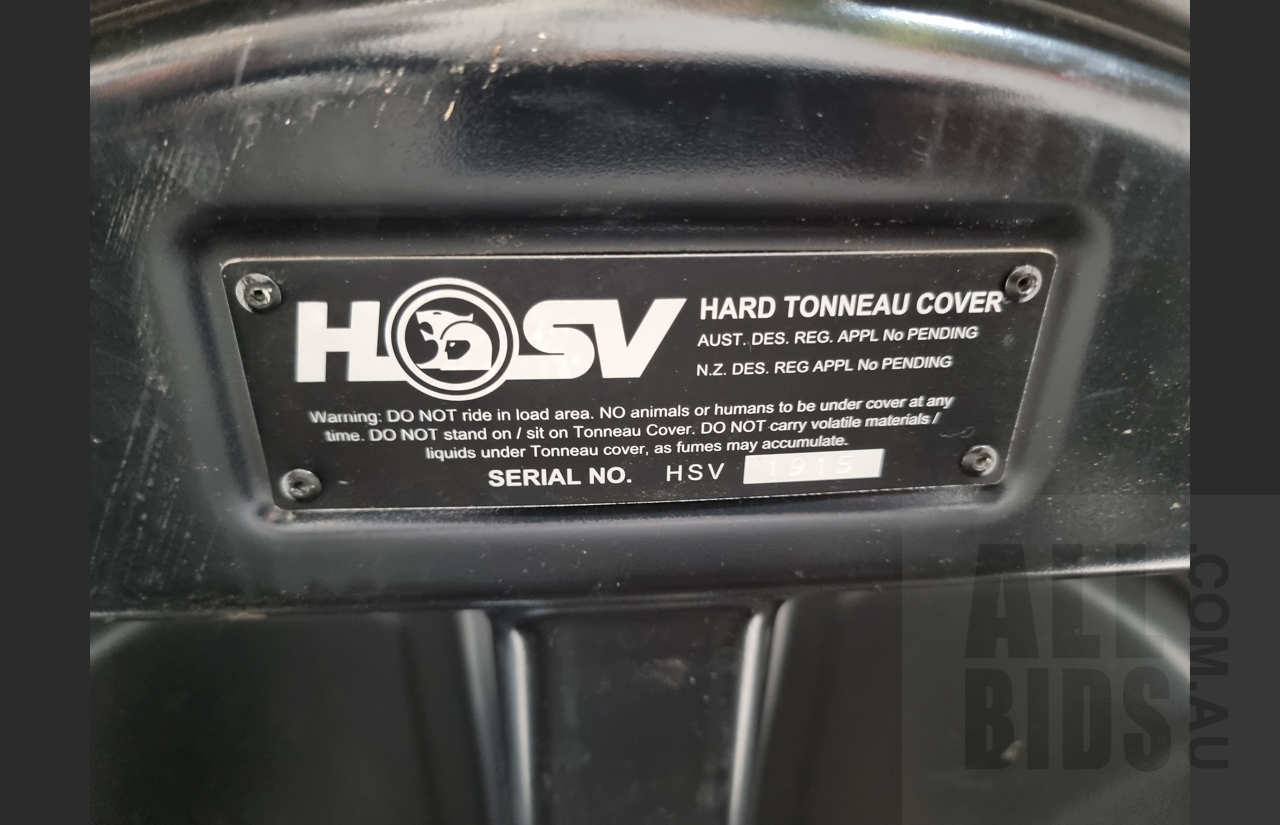 HSV
HARD TONNEAU COVER
AUST. DES. REG. APPL No PENDING
N.Z. DES. REG APPL No PENDING
Warning: DO NOT ride in load area. NO animals or humans to be under cover at any
time. DO NOT stand on / sit on Tonneau Cover. DO NOT carry volatile materials /
liquids under Tonneau cover, as fumes may accumulate.
SERIAL NO. HSV 1915
ALL
BIDS
.COM.AU